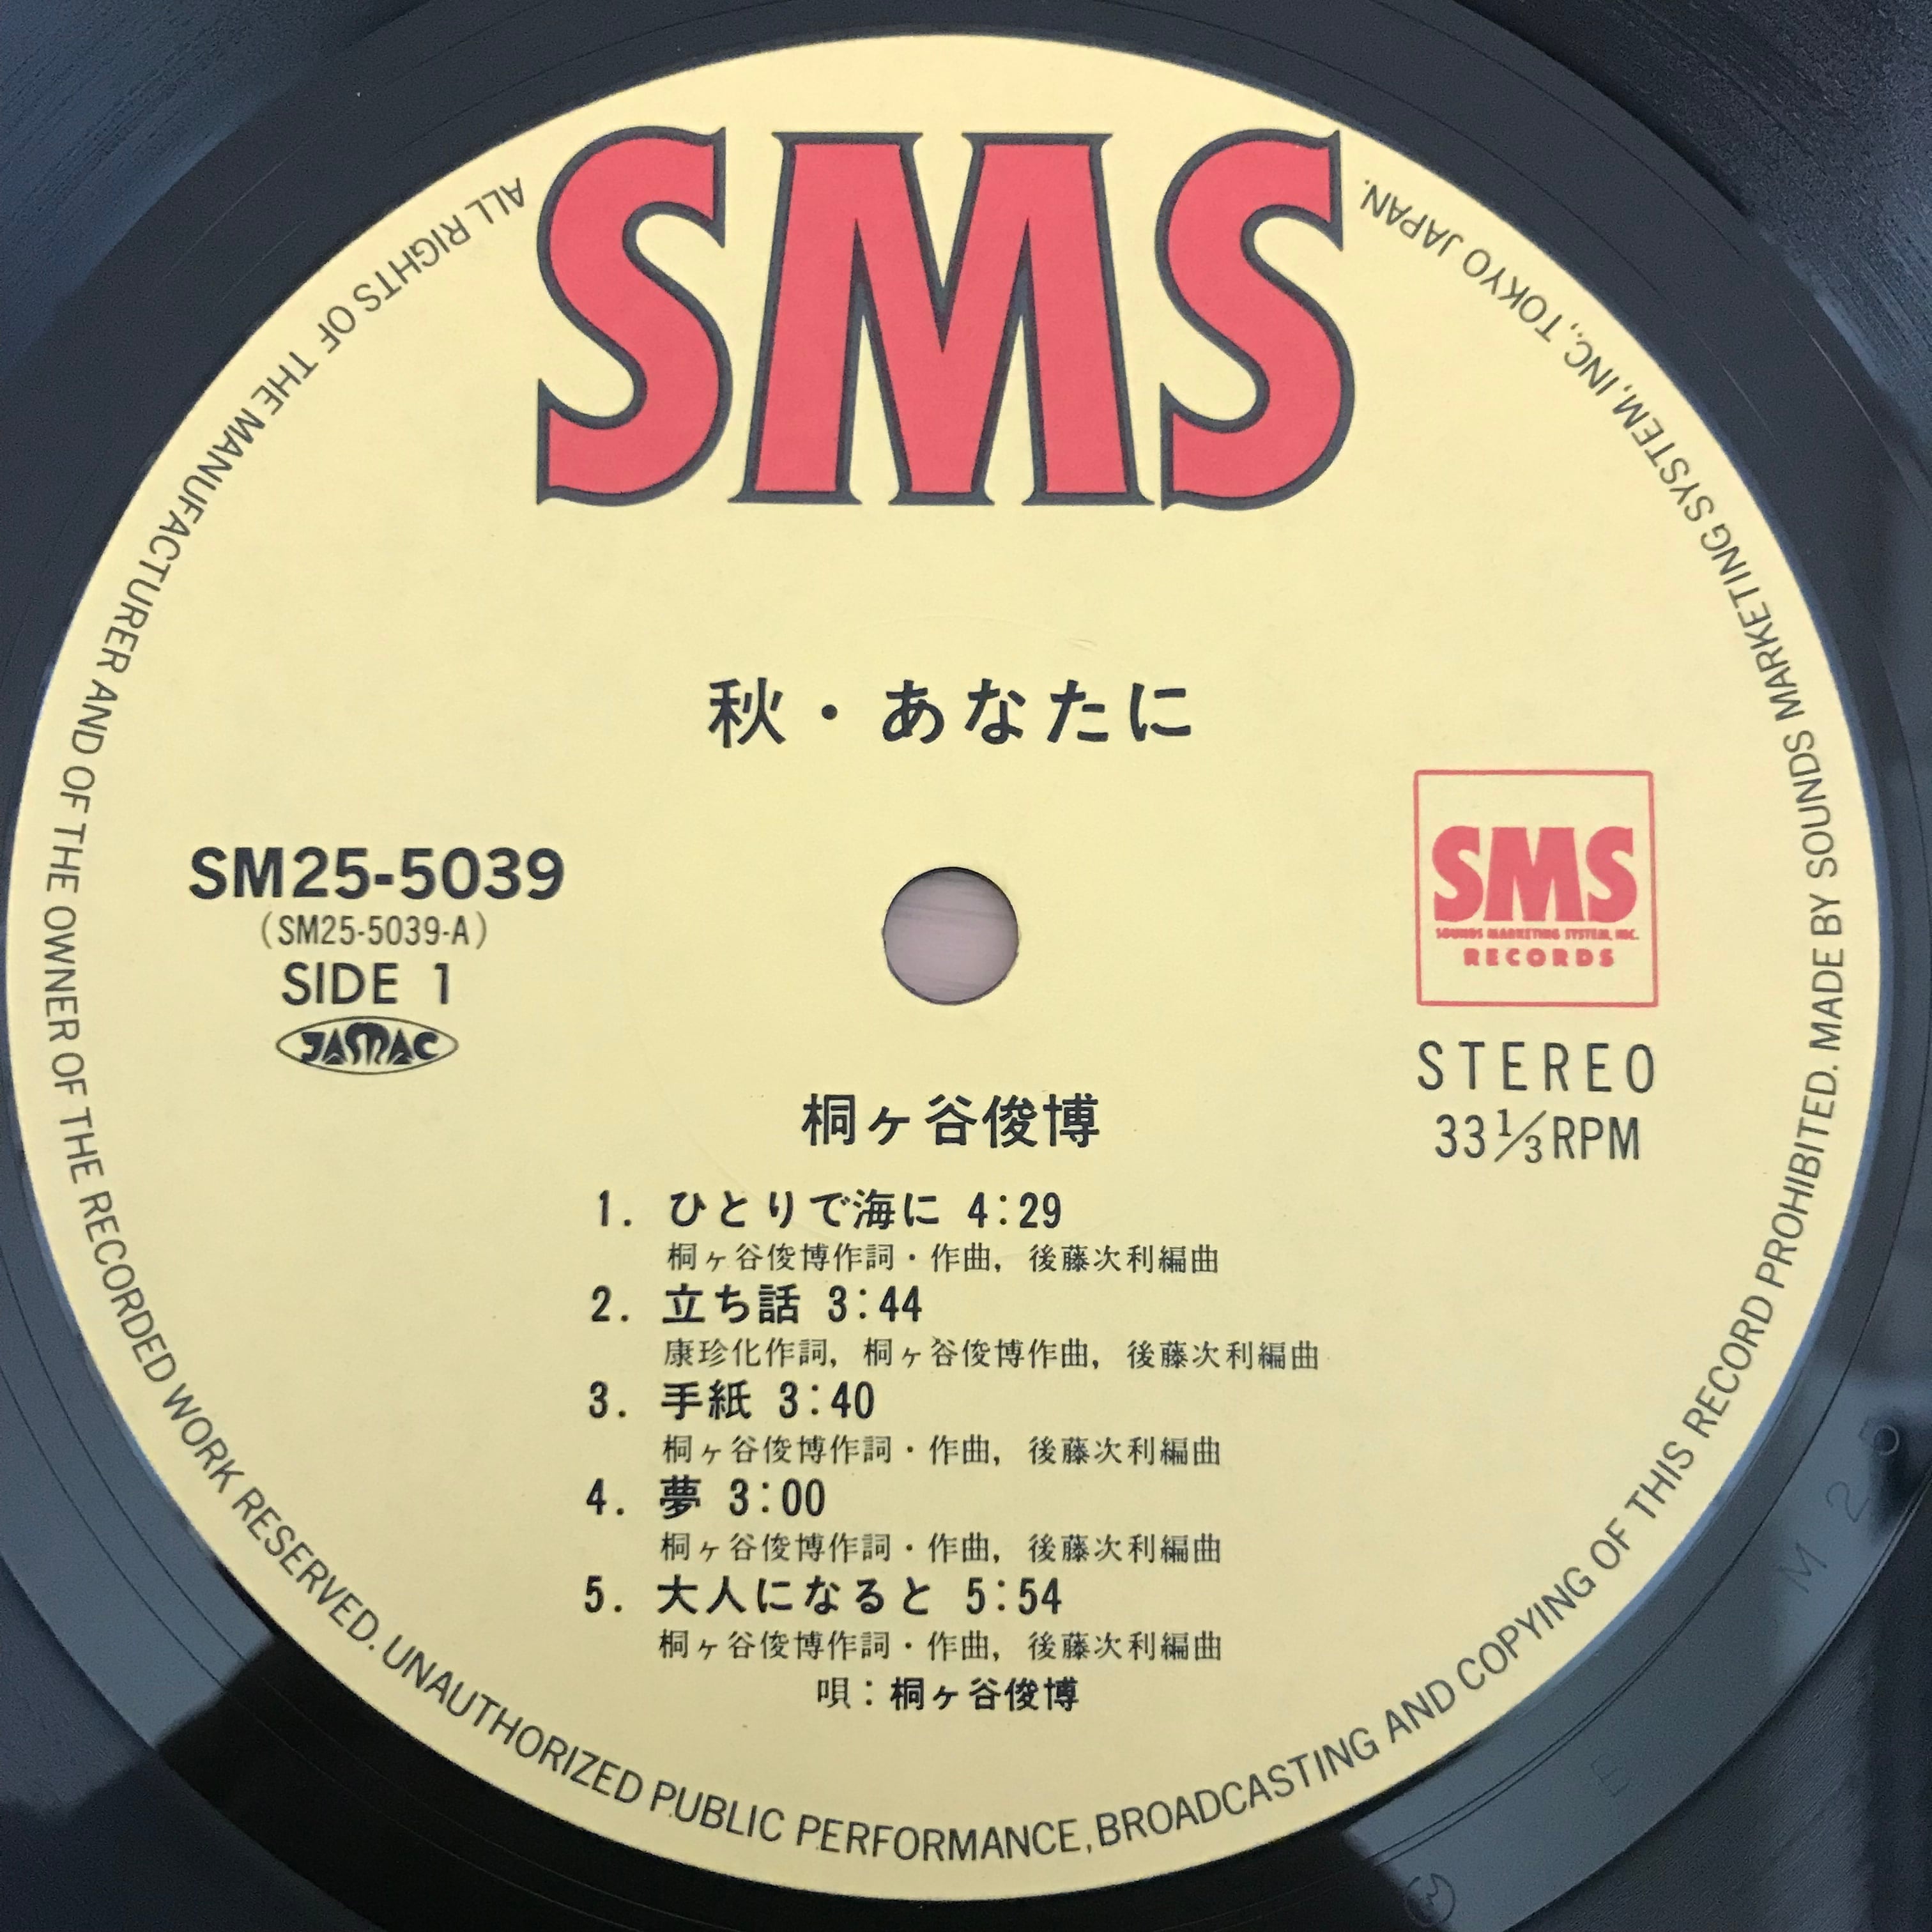 SMS
秋・あなたに
SM25-5039
(SM25-5039-A)
SIDE 1
JASRAC
SMS
SOUNDS MARKETING SYSTEM, INC.
RECORDS
STEREO
33⅓RPM
桐ヶ谷俊博
1. ひとりで海に 4:29
桐ヶ谷俊博作詞・作曲, 後藤次利編曲
2. 立ち話 3:44
康珍化作詞, 桐ヶ谷俊博作曲, 後藤次利編曲
3. 手紙 3:40
桐ヶ谷俊博作詞・作曲, 後藤次利編曲
4. 夢 3:00
桐ヶ谷俊博作詞・作曲, 後藤次利編曲
5. 大人になると 5:54
桐ヶ谷俊博作詞・作曲, 後藤次利編曲
唄：桐ヶ谷俊博
ALL RIGHTS OF THE MANUFACTURER AND OF THE OWNER OF THE RECORDED WORK RESERVED. UNAUTHORIZED PUBLIC PERFORMANCE, BROADCASTING AND COPYING OF THIS RECORD PROHIBITED. MADE BY SOUNDS MARKETING SYSTEM, INC., TOKYO JAPAN.